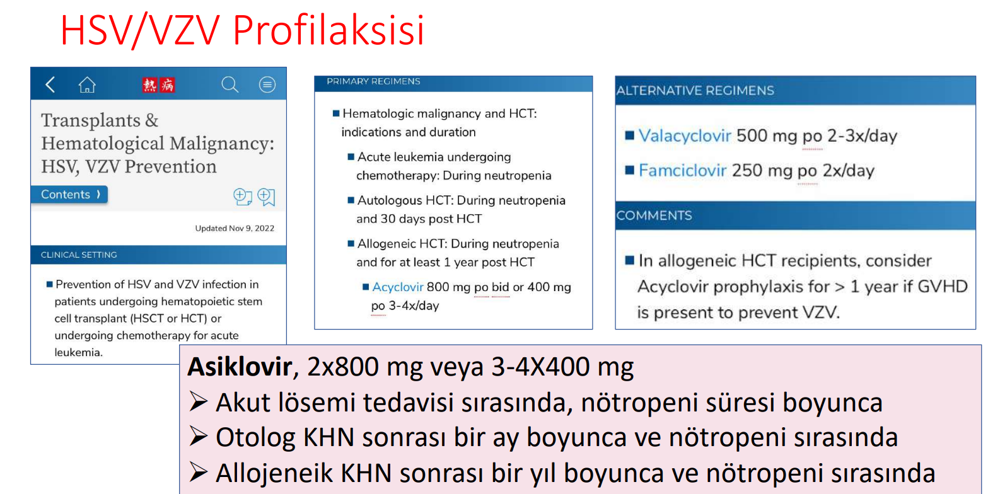 HSV/VZV Profilaksisi
熱病
Transplants &
Hematological Malignancy:
HSV, VZV Prevention
Contents ⟩
Updated Nov 9, 2022
CLINICAL SETTING
■ Prevention of HSV and VZV infection in
patients undergoing hematopoietic stem
cell transplant (HSCT or HCT) or
undergoing chemotherapy for acute
leukemia.
PRIMARY REGIMENS
■ Hematologic malignancy and HCT:
indications and duration
■ Acute leukemia undergoing
chemotherapy: During neutropenia
■ Autologous HCT: During neutropenia
and 30 days post HCT
■ Allogeneic HCT: During neutropenia
and for at least 1 year post HCT
■ Acyclovir 800 mg po bid or 400 mg
po 3-4x/day
ALTERNATIVE REGIMENS
■ Valacyclovir 500 mg po 2-3x/day
■ Famciclovir 250 mg po 2x/day
COMMENTS
■ In allogeneic HCT recipients, consider
Acyclovir prophylaxis for > 1 year if GVHD
is present to prevent VZV.
Asiklovir, 2x800 mg veya 3-4X400 mg
➢ Akut lösemi tedavisi sırasında, nötropeni süresi boyunca
➢ Otolog KHN sonrası bir ay boyunca ve nötropeni sırasında
➢ Allojeneik KHN sonrası bir yıl boyunca ve nötropeni sırasında